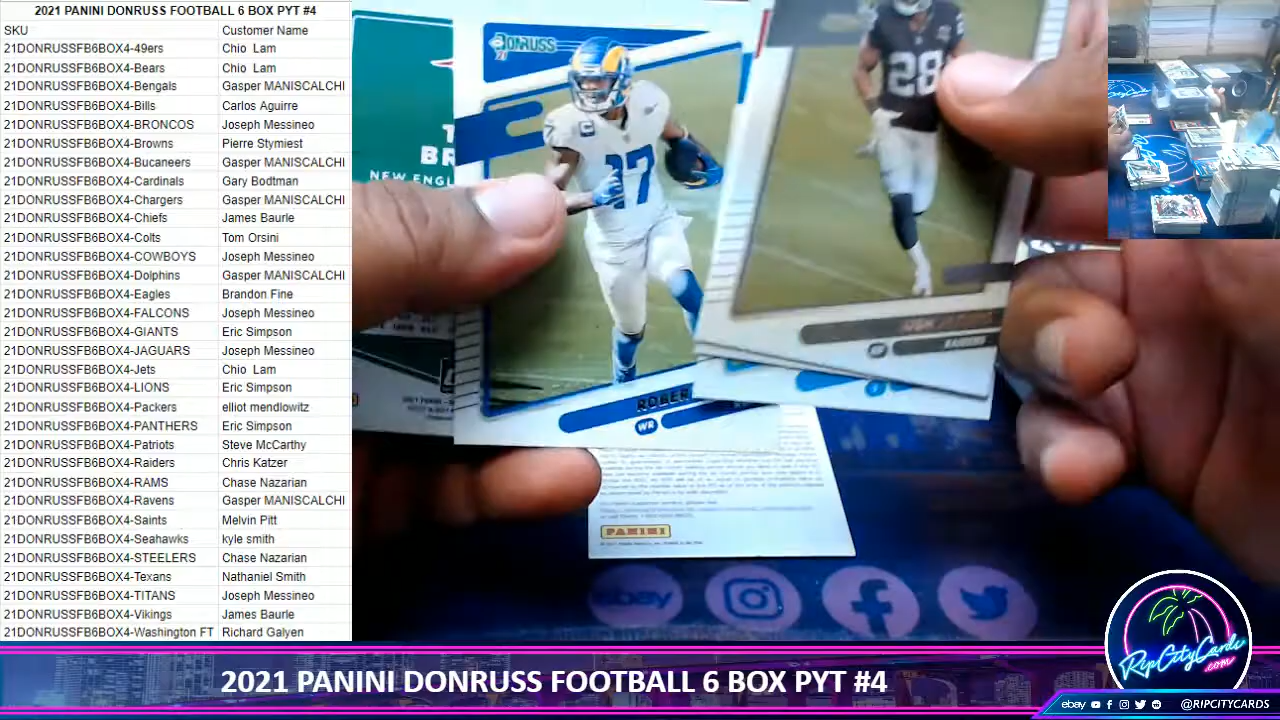 2021 PANINI DONRUSS FOOTBALL 6 BOX PYT #4
SKU Customer Name
21DONRUSSFB6BOX4-49ers Chio Lam
21DONRUSSFB6BOX4-Bears Chio Lam
21DONRUSSFB6BOX4-Bengals Gasper MANISCALCHI
21DONRUSSFB6BOX4-Bills Carlos Aguirre
21DONRUSSFB6BOX4-BRONCOS Joseph Messineo
21DONRUSSFB6BOX4-Browns Pierre Stymiest
21DONRUSSFB6BOX4-Bucaneers Gasper MANISCALCHI
21DONRUSSFB6BOX4-Cardinals Gary Bodtman
21DONRUSSFB6BOX4-Chargers Gasper MANISCALCHI
21DONRUSSFB6BOX4-Chiefs James Baurle
21DONRUSSFB6BOX4-Colts Tom Orsini
21DONRUSSFB6BOX4-COWBOYS Joseph Messineo
21DONRUSSFB6BOX4-Dolphins Gasper MANISCALCHI
21DONRUSSFB6BOX4-Eagles Brandon Fine
21DONRUSSFB6BOX4-FALCONS Joseph Messineo
21DONRUSSFB6BOX4-GIANTS Eric Simpson
21DONRUSSFB6BOX4-JAGUARS Joseph Messineo
21DONRUSSFB6BOX4-Jets Chio Lam
21DONRUSSFB6BOX4-LIONS Eric Simpson
21DONRUSSFB6BOX4-Packers elliot mendlowitz
21DONRUSSFB6BOX4-PANTHERS Eric Simpson
21DONRUSSFB6BOX4-Patriots Steve McCarthy
21DONRUSSFB6BOX4-Raiders Chris Katzer
21DONRUSSFB6BOX4-RAMS Chase Nazarian
21DONRUSSFB6BOX4-Ravens Gasper MANISCALCHI
21DONRUSSFB6BOX4-Saints Melvin Pitt
21DONRUSSFB6BOX4-Seahawks kyle smith
21DONRUSSFB6BOX4-STEELERS Chase Nazarian
21DONRUSSFB6BOX4-Texans Nathaniel Smith
21DONRUSSFB6BOX4-TITANS Joseph Messineo
21DONRUSSFB6BOX4-Vikings James Baurle
21DONRUSSFB6BOX4-Washington FT Richard Galyen
T
BR
NEW ENGL
DONRUSS
21
17
ROBER
WR
28
RAIDERS
PANINI
ebay
RipCityCards
.com
2021 PANINI DONRUSS FOOTBALL 6 BOX PYT #4
ebay @RIPCITYCARDS